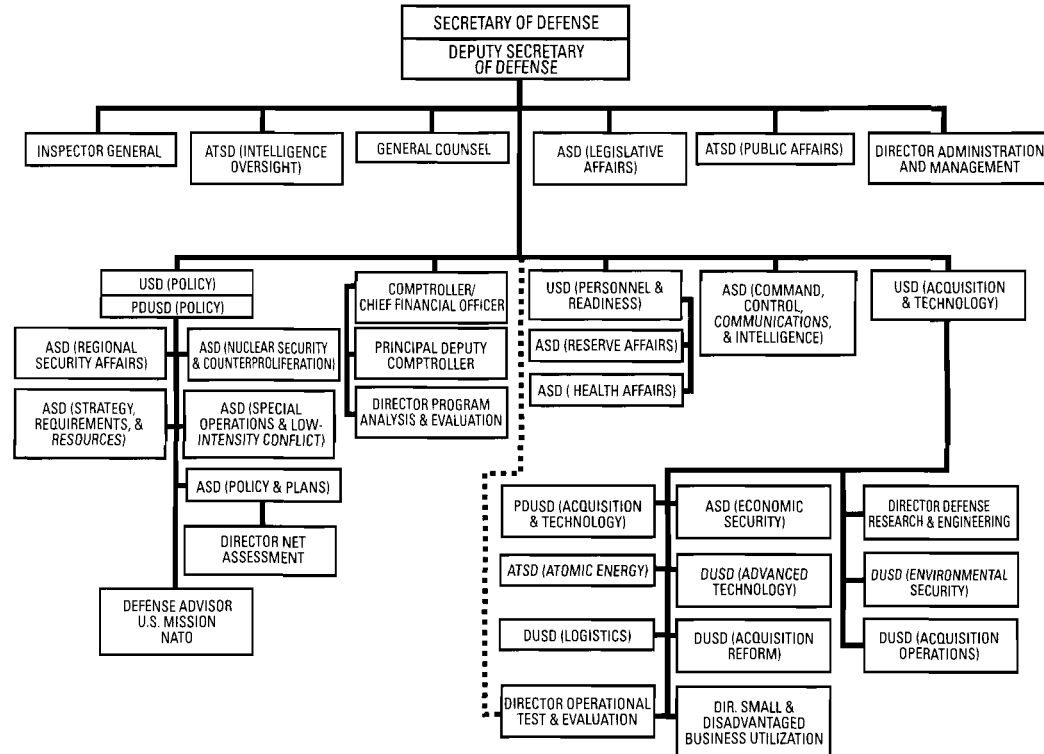 SECRETARY OF DEFENSE
DEPUTY SECRETARY
OF DEFENSE
INSPECTOR GENERAL
ATSD (INTELLIGENCE
OVERSIGHT)
GENERAL COUNSEL
ASD (LEGISLATIVE
AFFAIRS)
ATSD (PUBLIC AFFAIRS)
DIRECTOR ADMINISTRATION
AND MANAGEMENT
USD (POLICY)
PDUSD (POLICY)
ASD (REGIONAL
SECURITY AFFAIRS)
ASD (NUCLEAR SECURITY
& COUNTERPROLIFERATION)
ASD (STRATEGY,
REQUIREMENTS, &
RESOURCES)
ASD (SPECIAL
OPERATIONS & LOW-
INTENSITY CONFLICT)
ASD (POLICY & PLANS)
DIRECTOR NET
ASSESSMENT
DEFENSE ADVISOR
U.S. MISSION
NATO
COMPTROLLER/
CHIEF FINANCIAL OFFICER
PRINCIPAL DEPUTY
COMPTROLLER
DIRECTOR PROGRAM
ANALYSIS & EVALUATION
USD (PERSONNEL &
READINESS)
ASD (RESERVE AFFAIRS)
ASD ( HEALTH AFFAIRS)
ASD (COMMAND,
CONTROL,
COMMUNICATIONS,
& INTELLIGENCE)
USD (ACQUISITION
& TECHNOLOGY)
PDUSD (ACQUISITION
& TECHNOLOGY)
ASD (ECONOMIC
SECURITY)
DIRECTOR DEFENSE
RESEARCH & ENGINEERING
ATSD (ATOMIC ENERGY)
DUSD (ADVANCED
TECHNOLOGY)
DUSD (ENVIRONMENTAL
SECURITY)
DUSD (LOGISTICS)
DUSD (ACQUISITION
REFORM)
DUSD (ACQUISITION
OPERATIONS)
DIRECTOR OPERATIONAL
TEST & EVALUATION
DIR. SMALL &
DISADVANTAGED
BUSINESS UTILIZATION